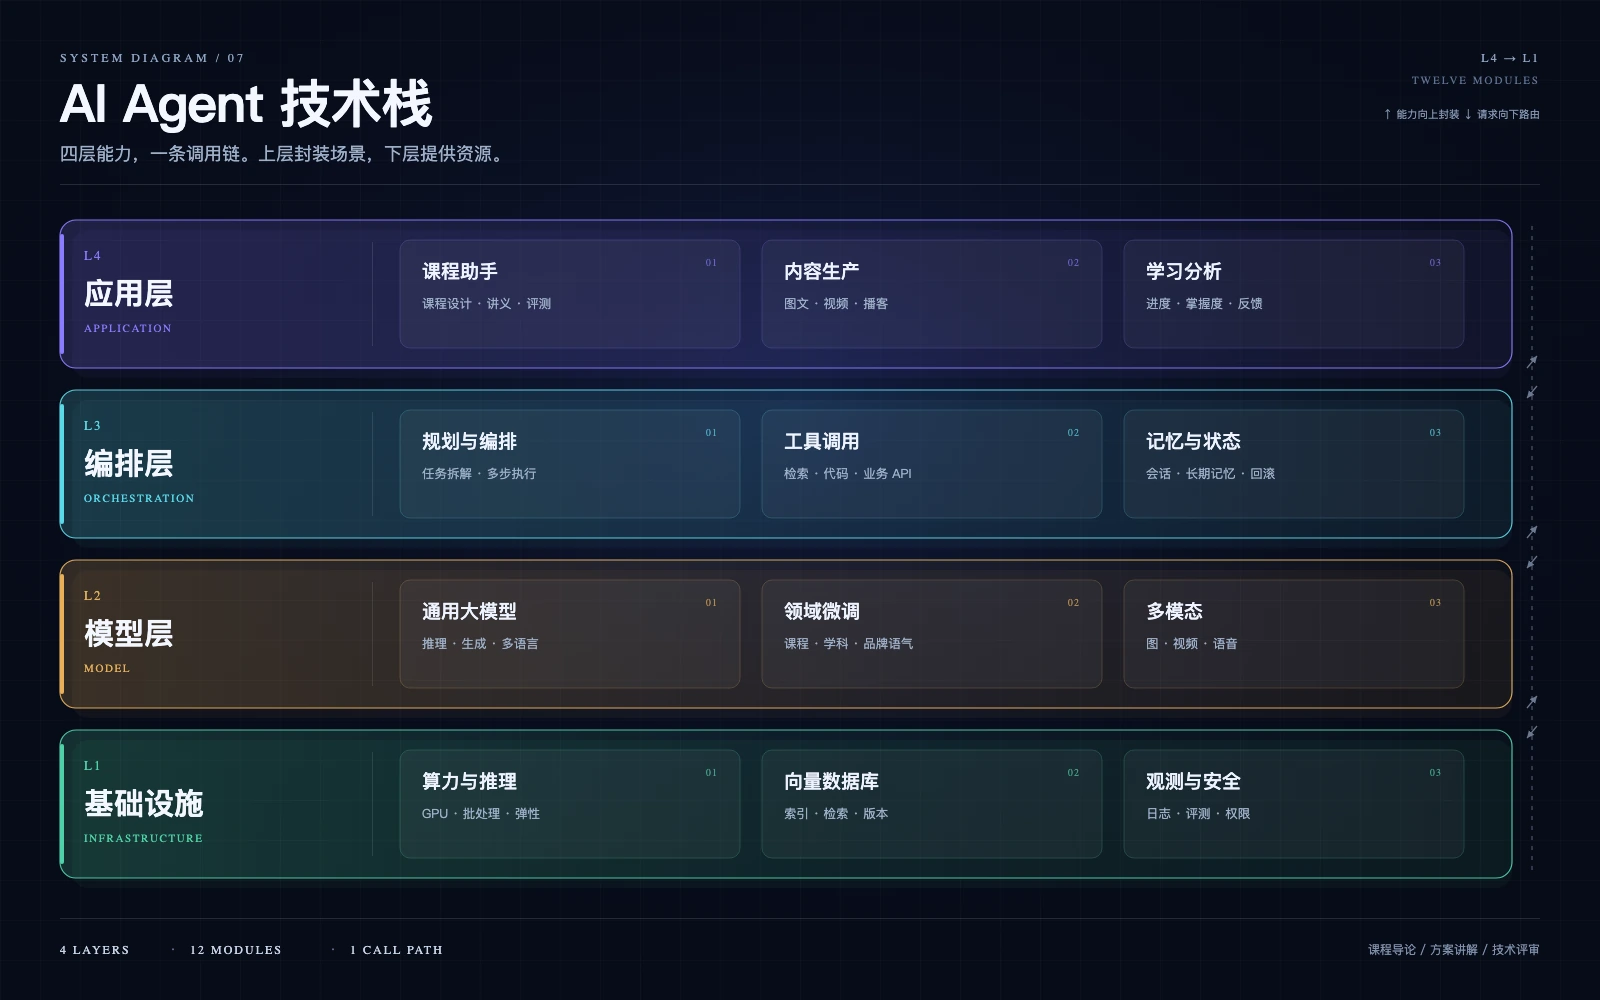 SYSTEM DIAGRAM / 07
AI Agent 技术栈
四层能力，一条调用链。上层封装场景，下层提供资源。
L4 → L1
TWELVE MODULES
↑ 能力向上封装 ↓ 请求向下路由
L4
应用层
APPLICATION
课程助手
01
课程设计 · 讲义 · 评测
内容生产
02
图文 · 视频 · 播客
学习分析
03
进度 · 掌握度 · 反馈
L3
编排层
ORCHESTRATION
规划与编排
01
任务拆解 · 多步执行
工具调用
02
检索 · 代码 · 业务 API
记忆与状态
03
会话 · 长期记忆 · 回滚
L2
模型层
MODEL
通用大模型
01
推理 · 生成 · 多语言
领域微调
02
课程 · 学科 · 品牌语气
多模态
03
图 · 视频 · 语音
L1
基础设施
INFRASTRUCTURE
算力与推理
01
GPU · 批处理 · 弹性
向量数据库
02
索引 · 检索 · 版本
观测与安全
03
日志 · 评测 · 权限
4 LAYERS · 12 MODULES · 1 CALL PATH
课程导论 / 方案讲解 / 技术评审